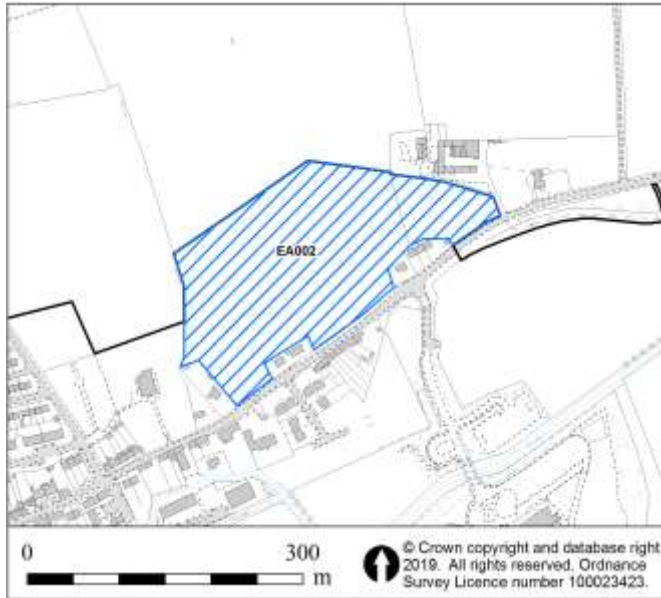 EA002
0 300
m
© Crown copyright and database right
2019. All rights reserved. Ordnance
Survey Licence number 100023423.